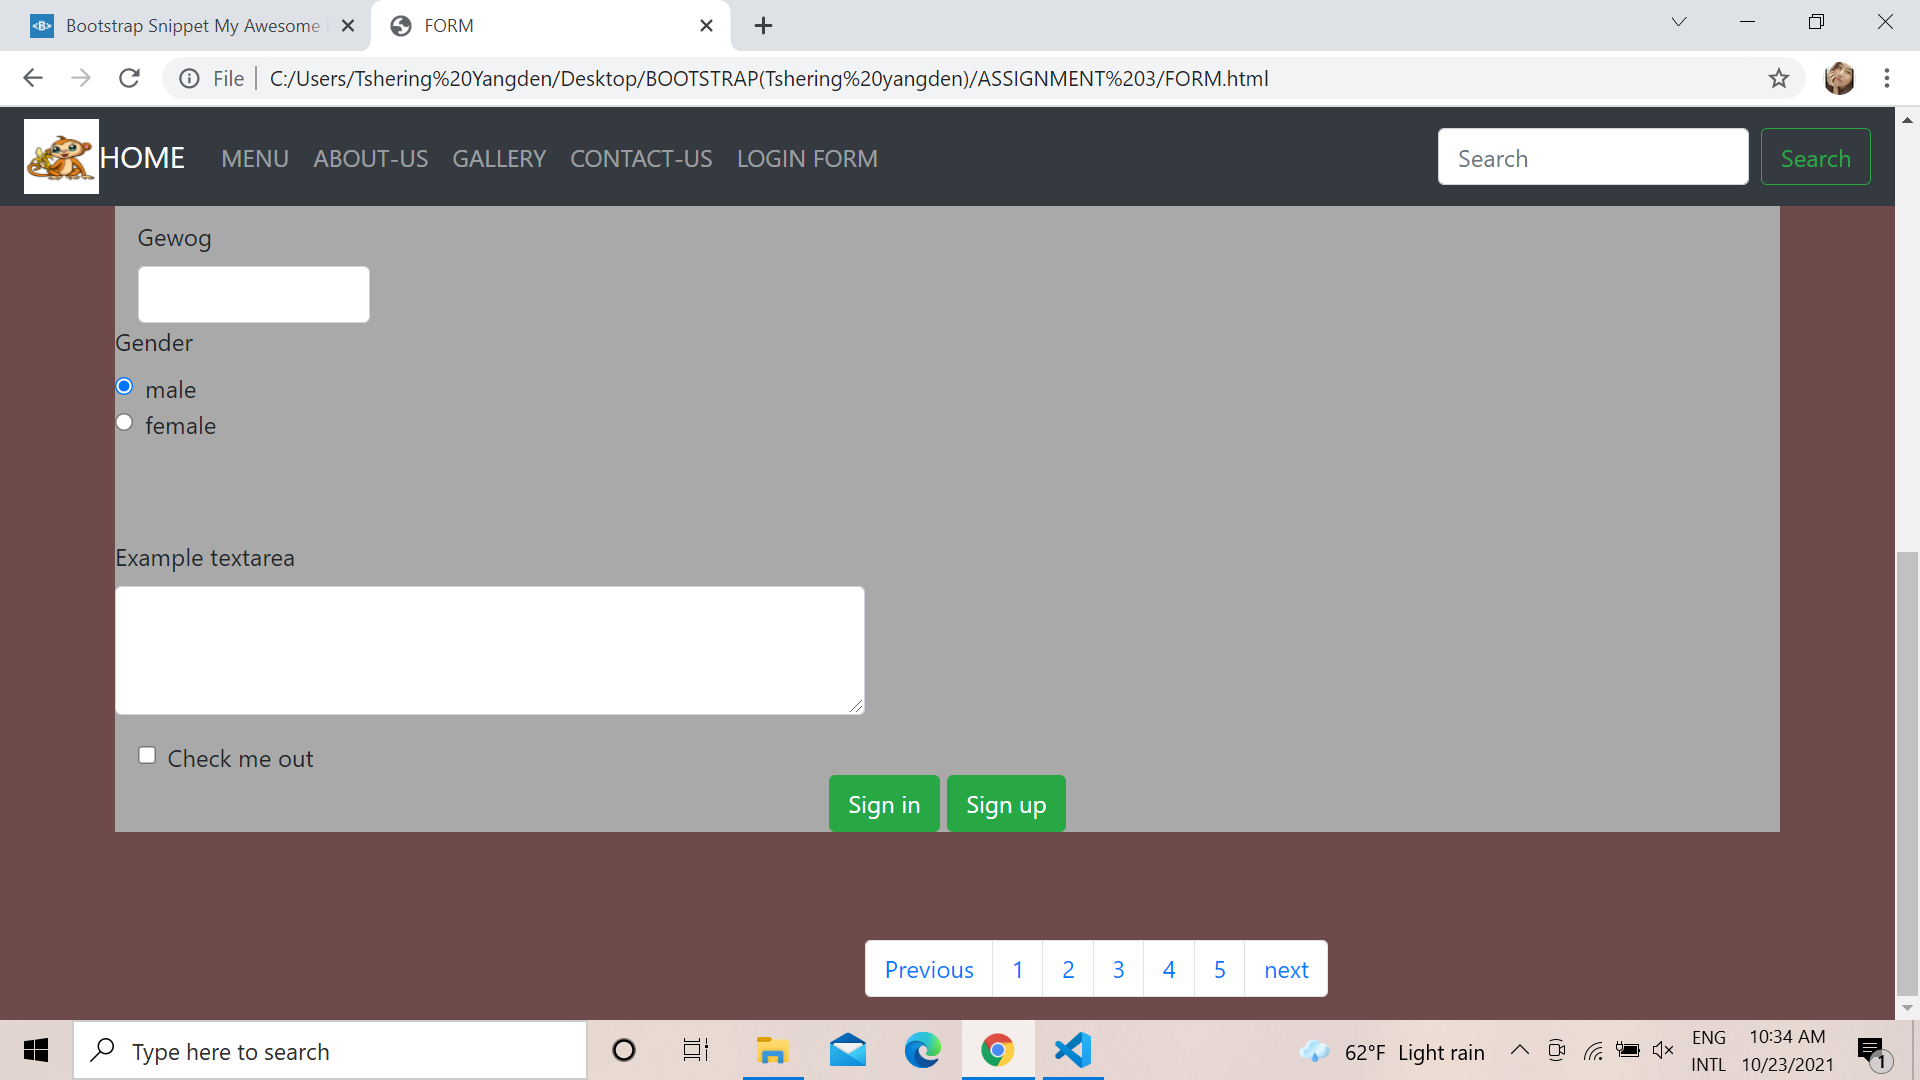 Bootstrap Snippet My Awesome
FORM
File
C:/Users/Tshering%20Yangden/Desktop/BOOTSTRAP(Tshering%20yangden)/ASSIGNMENT%203/FORM.html
HOME MENU ABOUT-US GALLERY CONTACT-US LOGIN FORM Search Search
Gewog
Gender
male
female
Example textarea
Check me out
Sign in Sign up
Previous 1 2 3 4 5 next
Type here to search
62°F Light rain
ENG
INTL
10:34 AM
10/23/2021
1